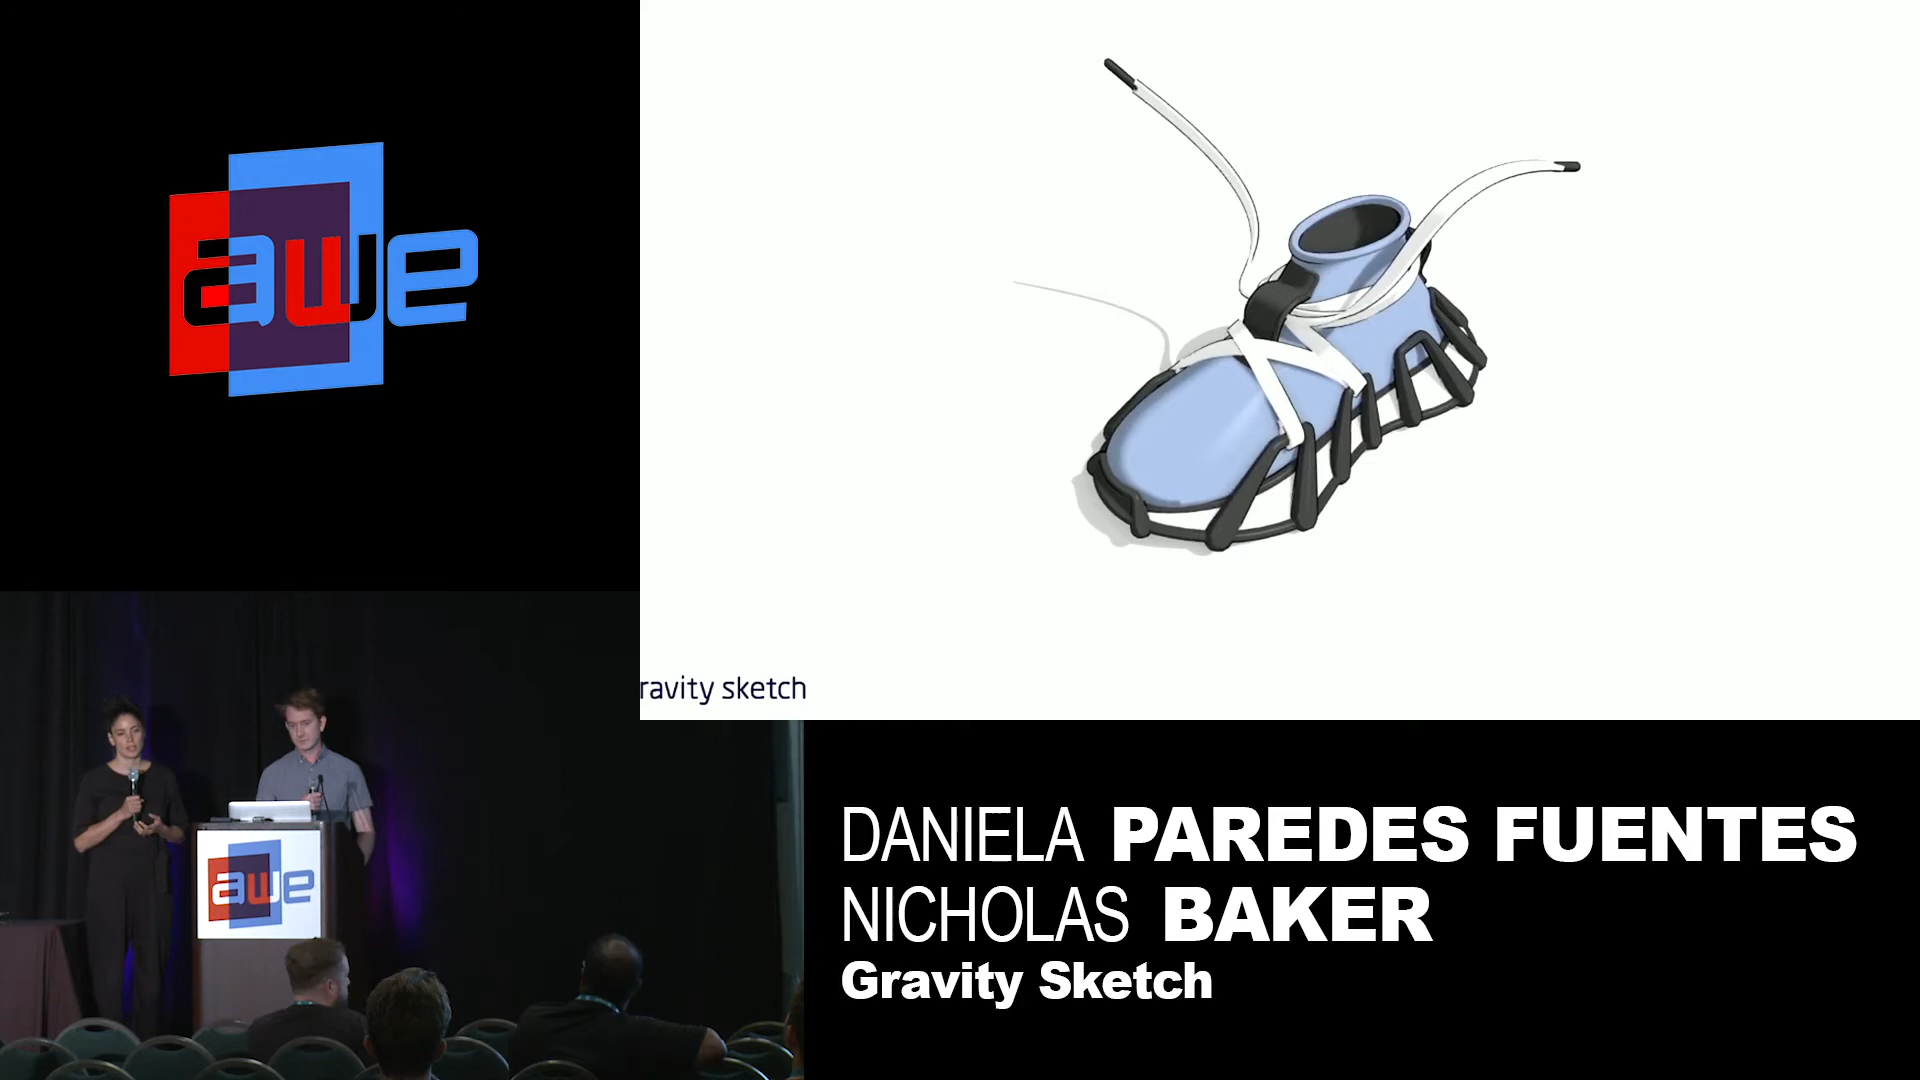 awe
ravity sketch
awe
DANIELA PAREDES FUENTES
NICHOLAS BAKER
Gravity Sketch